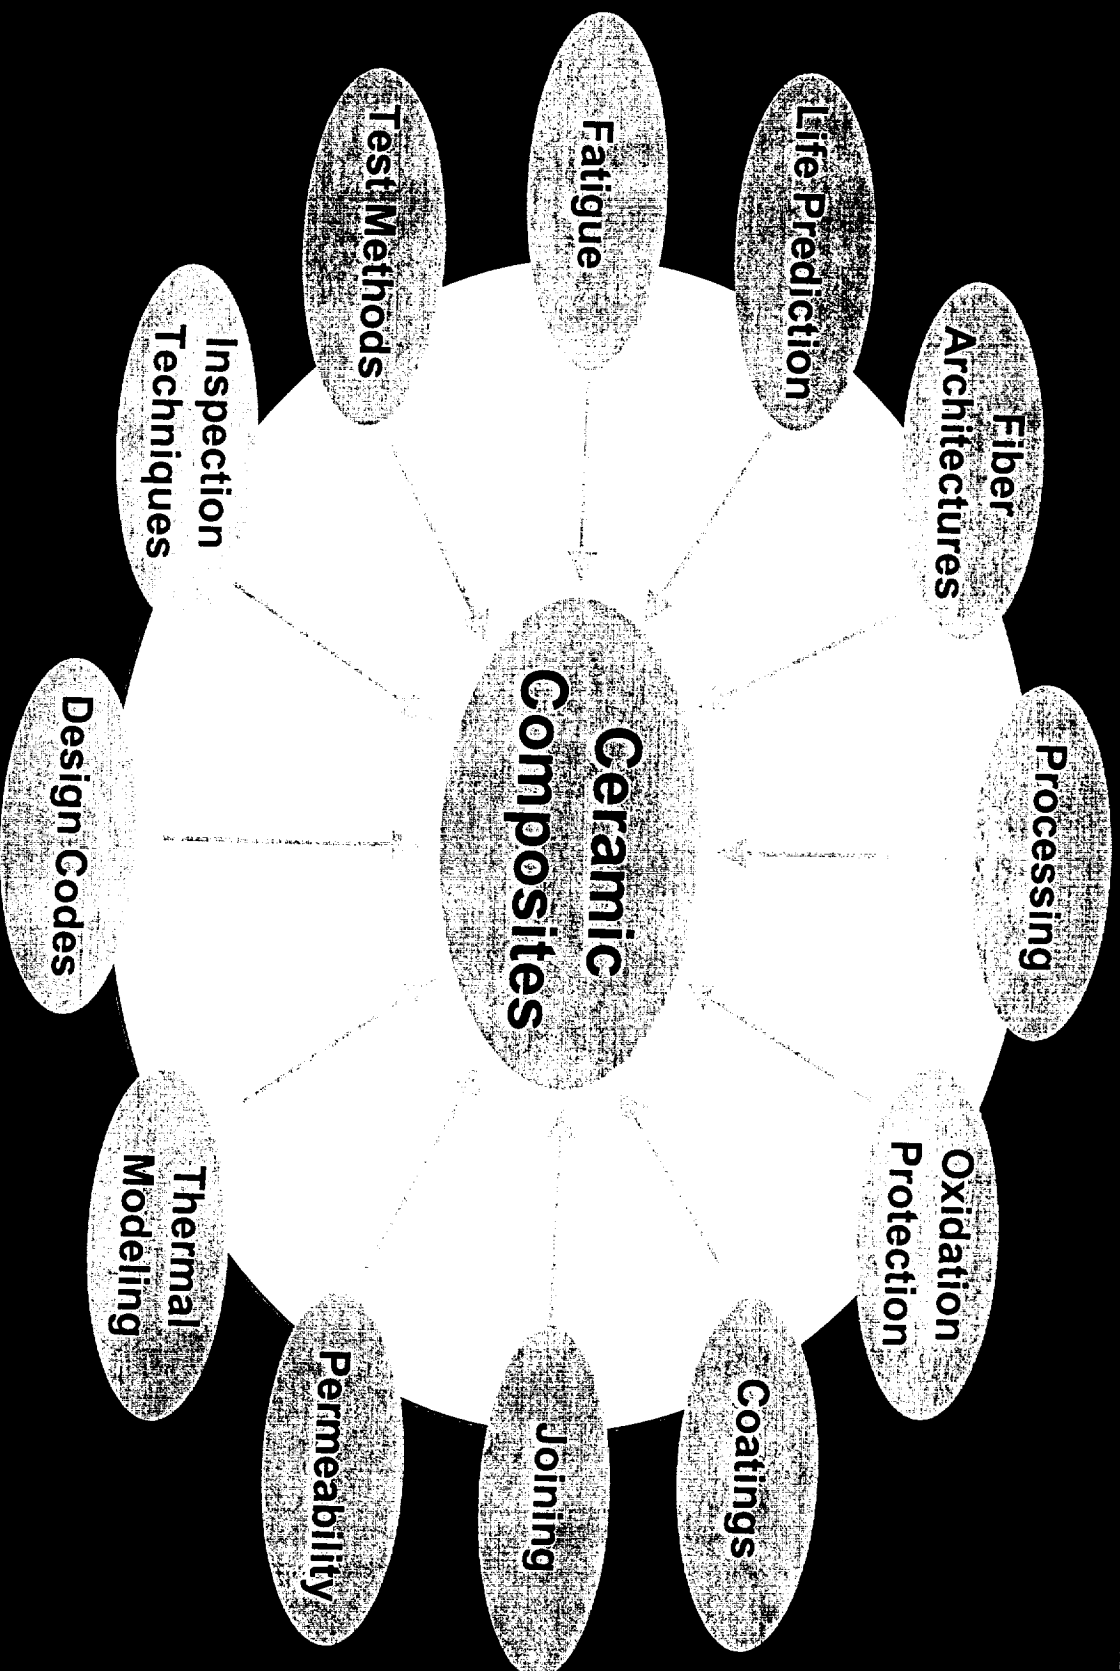 Processing
Fiber
Architectures
Oxidation
Protection
Life Prediction
Coatings
Fatigue
Ceramic
Composites
Joining
Test Methods
Permeability
Inspection
Techniques
Thermal
Modeling
Design Codes